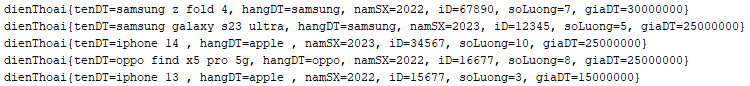 dienThoai{tenDT=samsung z fold 4, hangDT=samsung, namSX=2022, iD=67890, soLuong=7, giaDT=30000000}
dienThoai{tenDT=samsung galaxy s23 ultra, hangDT=samsung, namSX=2023, iD=12345, soLuong=5, giaDT=25000000}
dienThoai{tenDT=iphone 14 , hangDT=apple , namSX=2023, iD=34567, soLuong=10, giaDT=25000000}
dienThoai{tenDT=oppo find x5 pro 5g, hangDT=oppo, namSX=2022, iD=16677, soLuong=8, giaDT=25000000}
dienThoai{tenDT=iphone 13 , hangDT=apple , namSX=2022, iD=15677, soLuong=3, giaDT=15000000}